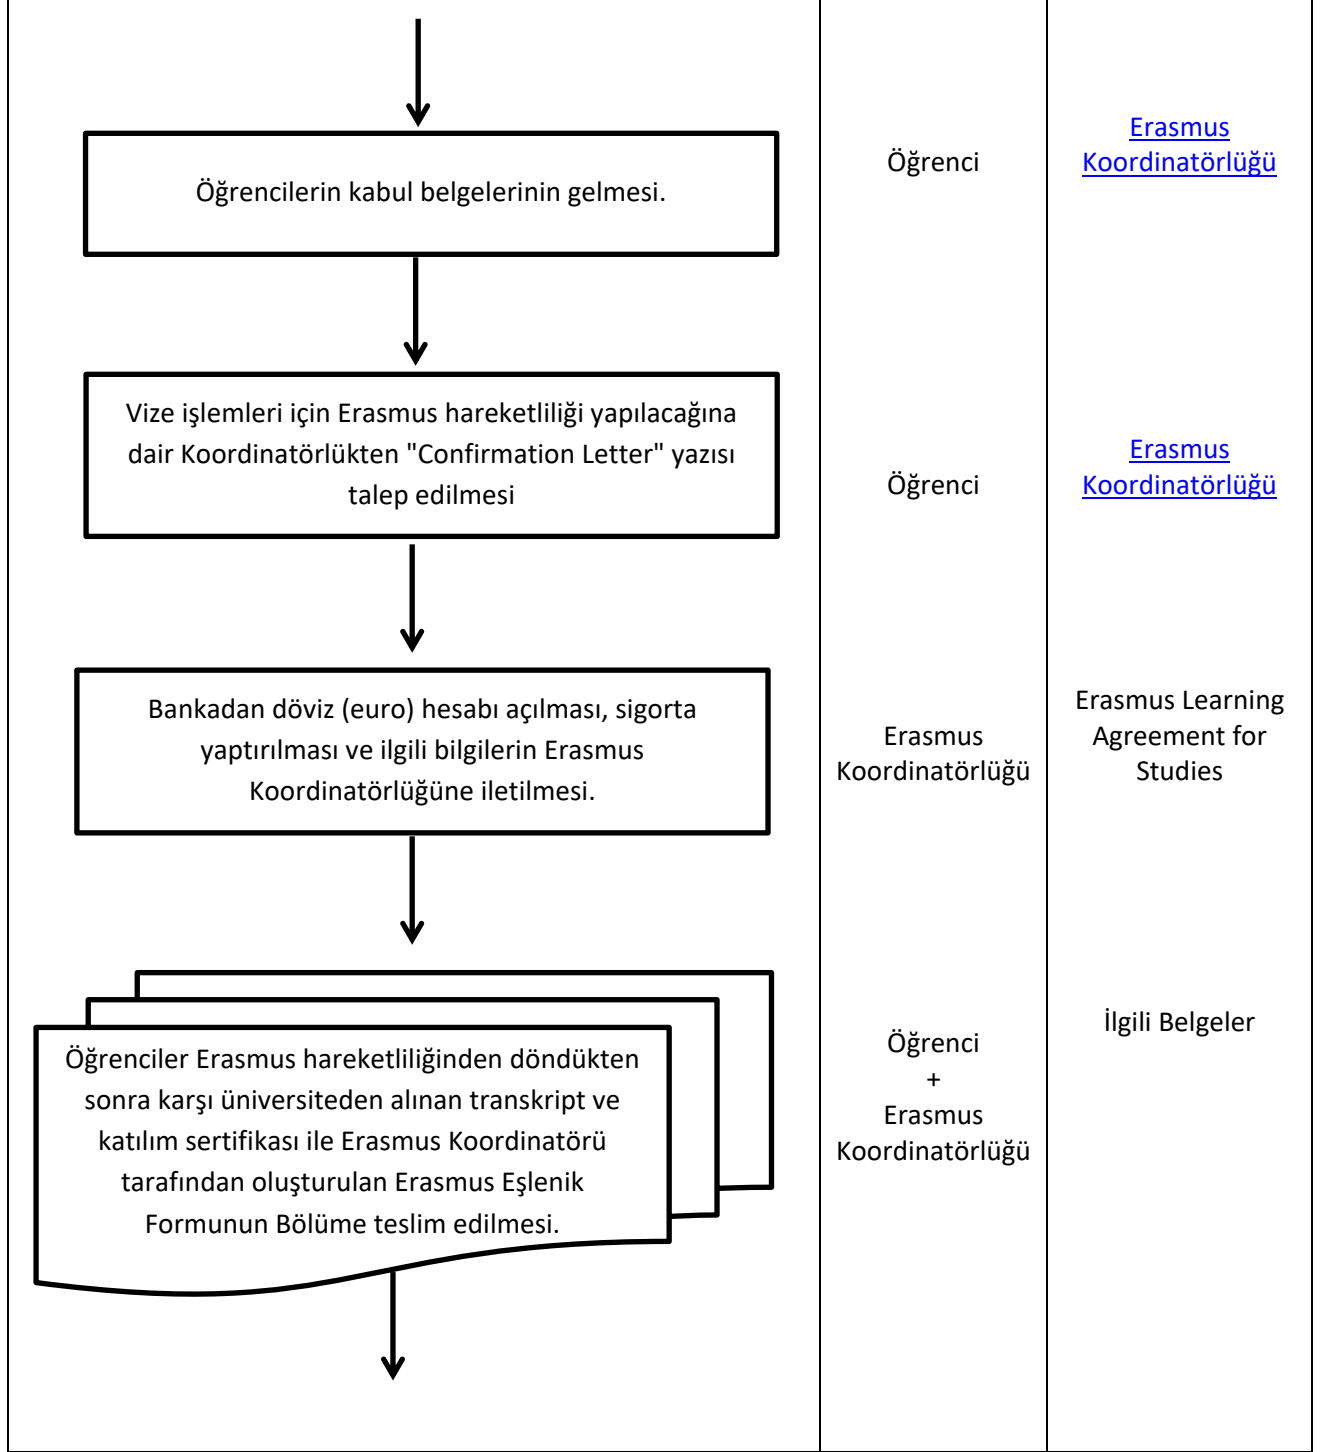 Öğrencilerin kabul belgelerinin gelmesi.
Öğrenci
Erasmus
Koordinatörlüğü
Vize işlemleri için Erasmus hareketliliği yapılacağına
dair Koordinatörlükten "Confirmation Letter" yazısı
talep edilmesi
Öğrenci
Erasmus
Koordinatörlüğü
Bankadan döviz (euro) hesabı açılması, sigorta
yaptırılması ve ilgili bilgilerin Erasmus
Koordinatörlüğüne iletilmesi.
Erasmus
Koordinatörlüğü
Erasmus Learning
Agreement for
Studies
Öğrenciler Erasmus hareketliliğinden döndükten
sonra karşı üniversiteden alınan transkript ve
katılım sertifikası ile Erasmus Koordinatörü
tarafından oluşturulan Erasmus Eşlenik
Formunun Bölüme teslim edilmesi.
Öğrenci
+
Erasmus
Koordinatörlüğü
İlgili Belgeler